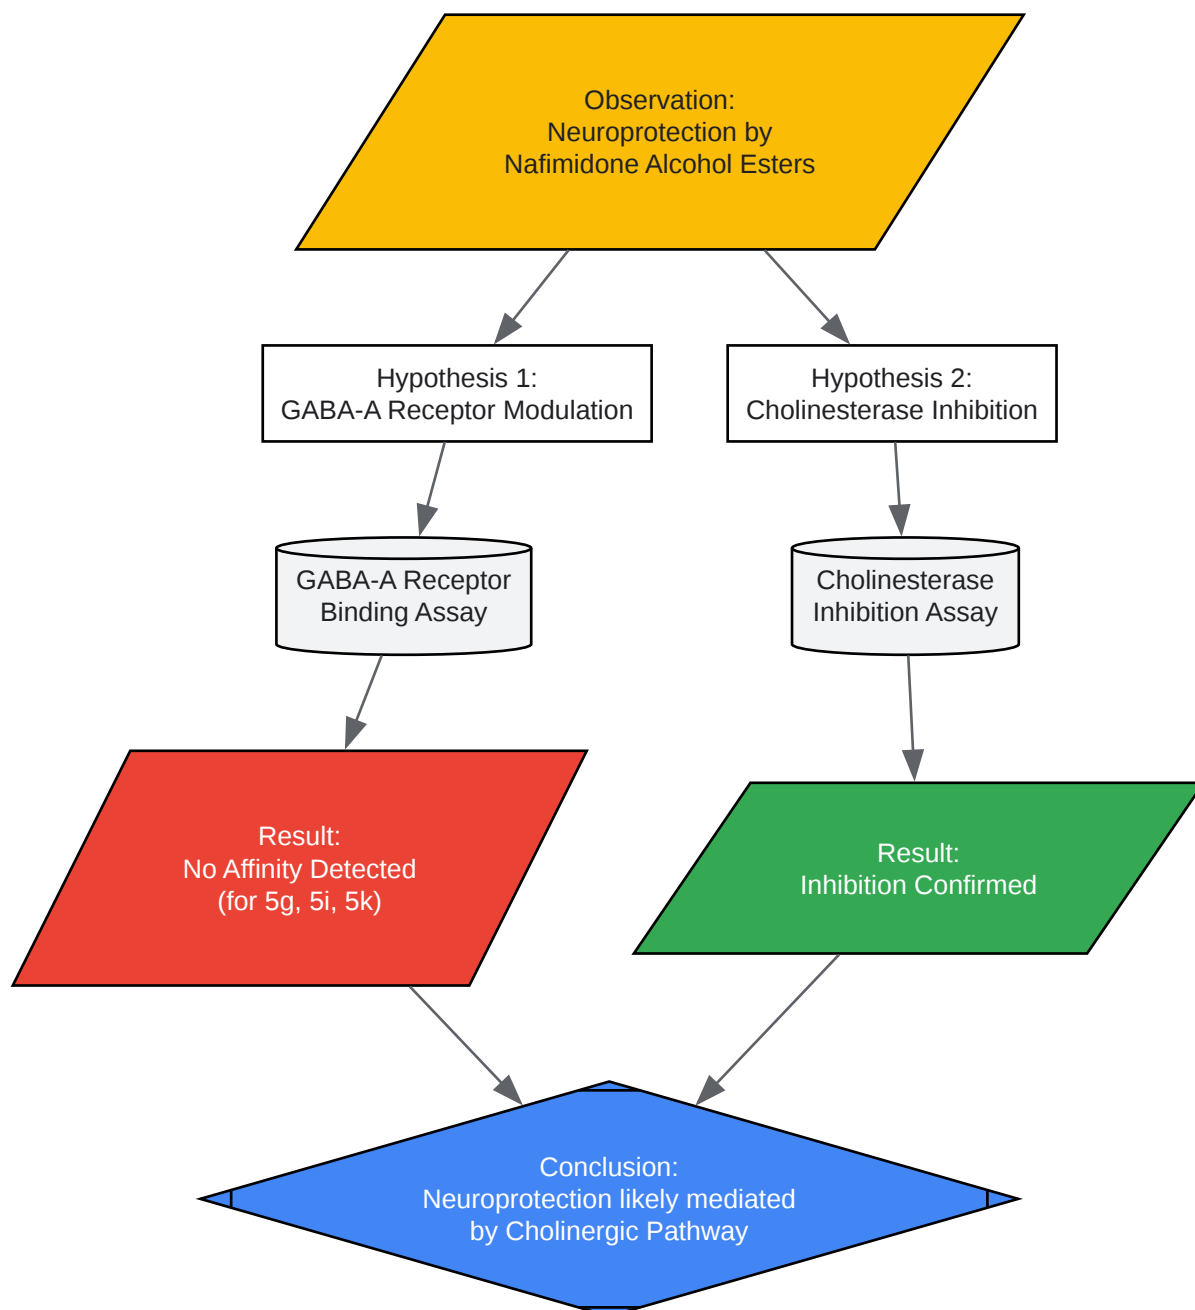 Observation:
Neuroprotection by
Nafimidone Alcohol Esters
Hypothesis 1:
GABA-A Receptor Modulation
Hypothesis 2:
Cholinesterase Inhibition
GABA-A Receptor
Binding Assay
Cholinesterase
Inhibition Assay
Result:
No Affinity Detected
(for 5g, 5i, 5k)
Result:
Inhibition Confirmed
Conclusion:
Neuroprotection likely mediated
by Cholinergic Pathway